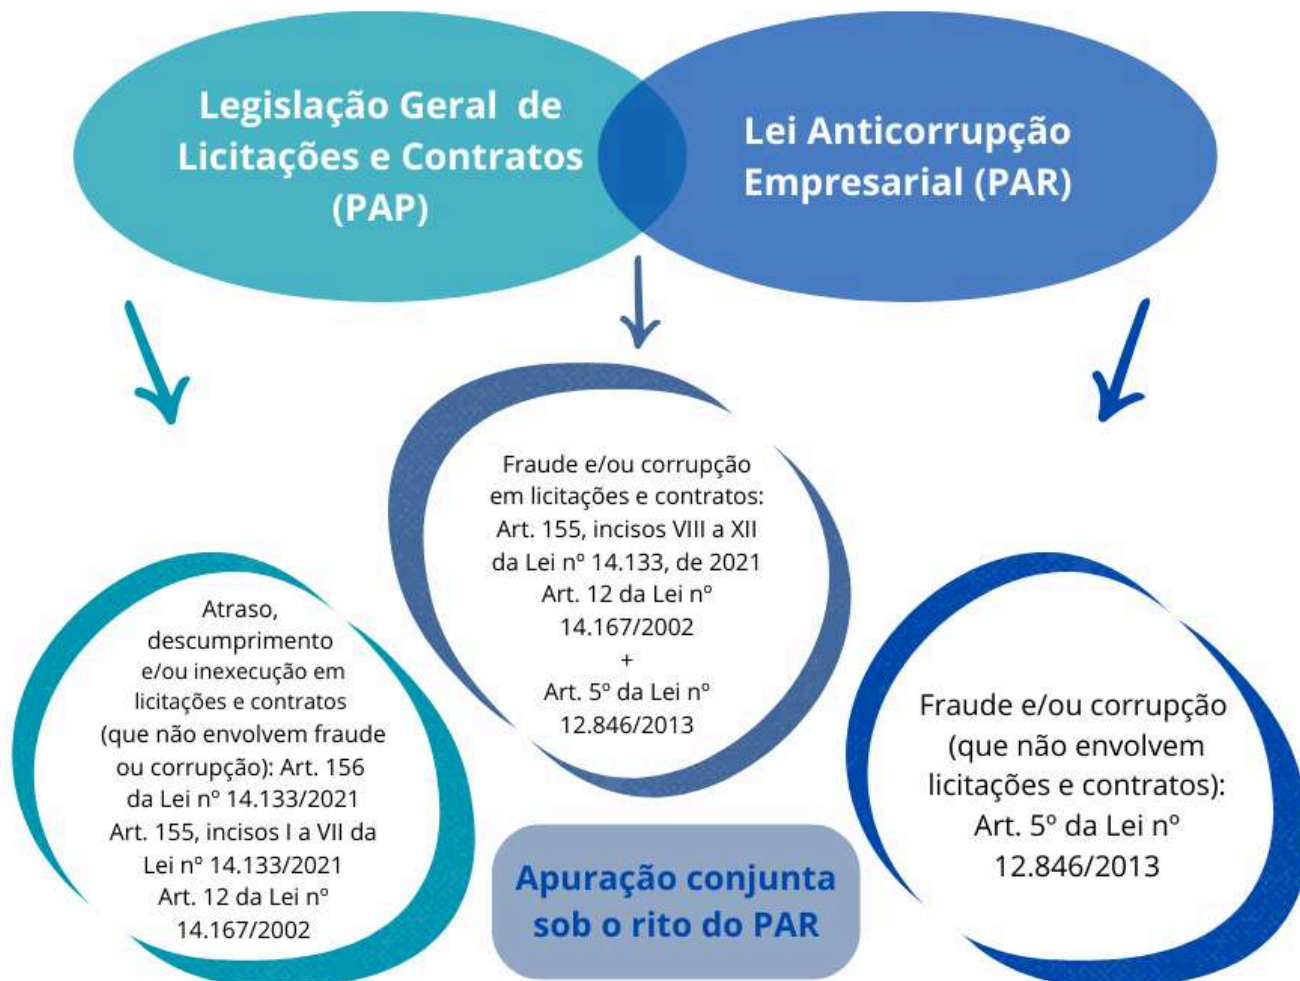 Legislação Geral de
Licitações e Contratos
(PAP)
Lei Anticorrupção
Empresarial (PAR)
Fraude e/ou corrupção
em licitações e contratos:
Art. 155, incisos VIII a XII
da Lei nº 14.133, de 2021
Art. 12 da Lei nº
14.167/2002
+
Art. 5º da Lei nº
12.846/2013
Atraso,
descumprimento
e/ou inexecução em
licitações e contratos
(que não envolvem fraude
ou corrupção): Art. 156
da Lei nº 14.133/2021
Art. 155, incisos I a VII da
Lei nº 14.133/2021
Art. 12 da Lei nº
14.167/2002
Fraude e/ou corrupção
(que não envolvem
licitações e contratos):
Art. 5º da Lei nº
12.846/2013
Apuração conjunta
sob o rito do PAR